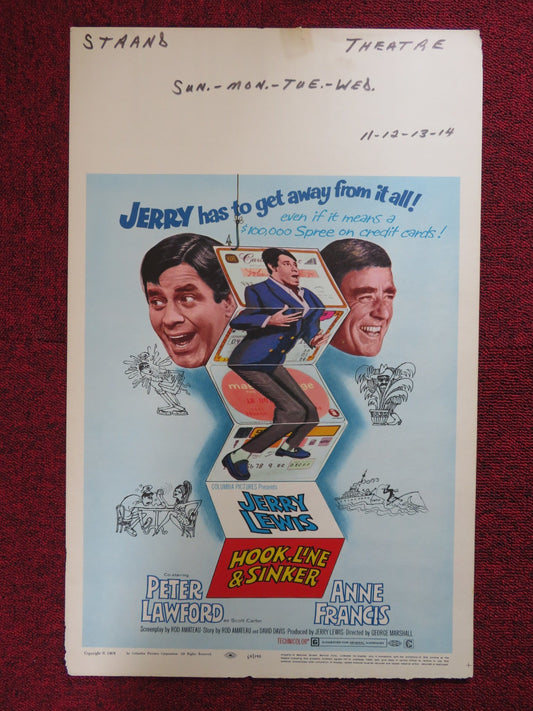 STRAND THEATRE
SUN.-MON.-TUE.-WED.
11-12-13-14
JERRY has to get away from it all!
even if it means a
$100,000 Spree on credit cards!
COLUMBIA PICTURES Presents
JERRY
LEWIS
HOOK, LINE
& SINKER
Co-starring
PETER
LAWFORD
as Scott Carter
ANNE
FRANCIS
Screenplay by ROD AMATEAU · Story by ROD AMATEAU and DAVID DAVIS · Produced by JERRY LEWIS · Directed by GEORGE MARSHALL
TECHNICOLOR®
G
Copyright © 1969